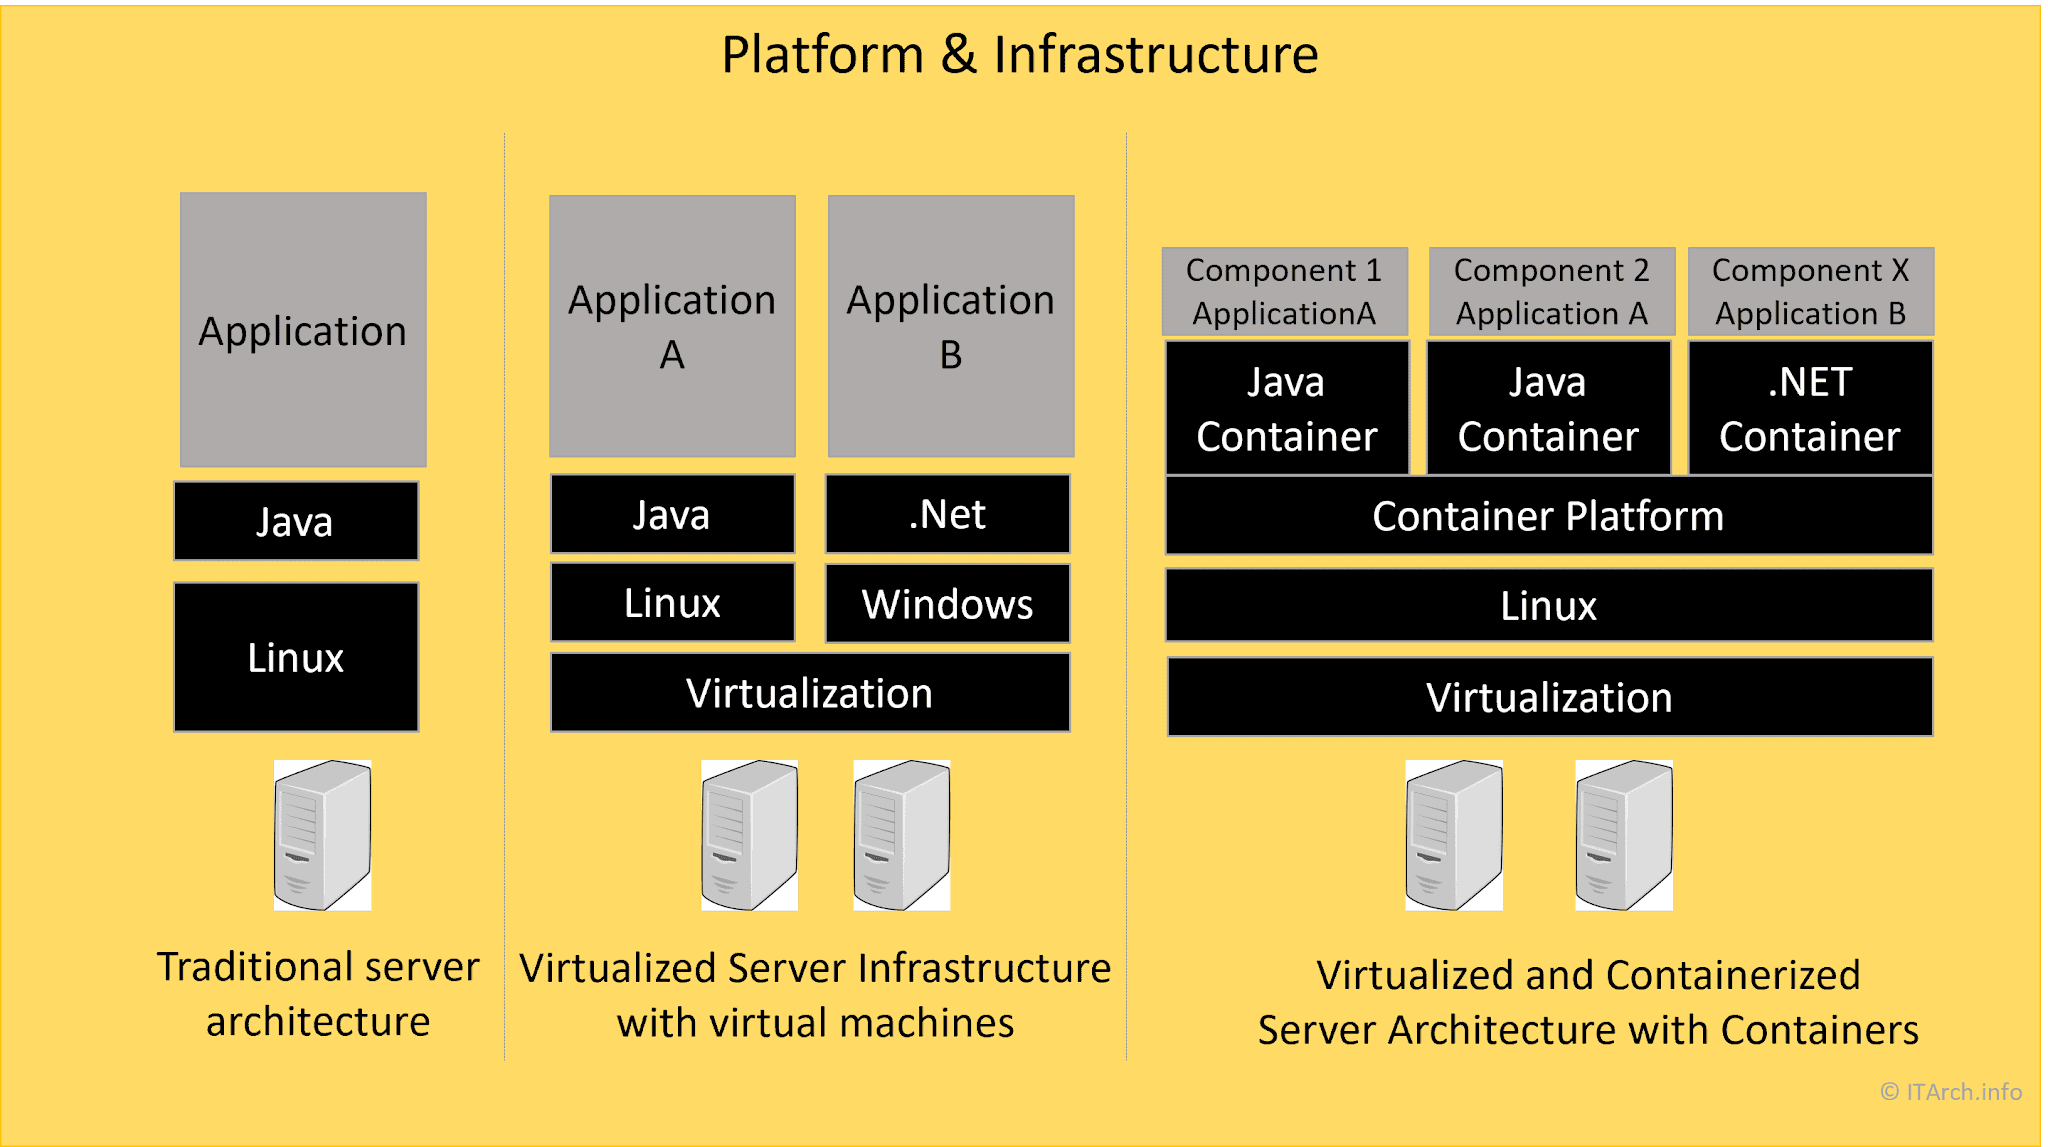 Platform & Infrastructure
Application
Java
Linux
Traditional server
architecture
Application
A
Application
B
Java
.Net
Linux
Windows
Virtualization
Virtualized Server Infrastructure
with virtual machines
Component 1
ApplicationA
Component 2
Application A
Component X
Application B
Java
Container
Java
Container
.NET
Container
Container Platform
Linux
Virtualization
Virtualized and Containerized
Server Architecture with Containers
© ITArch.info